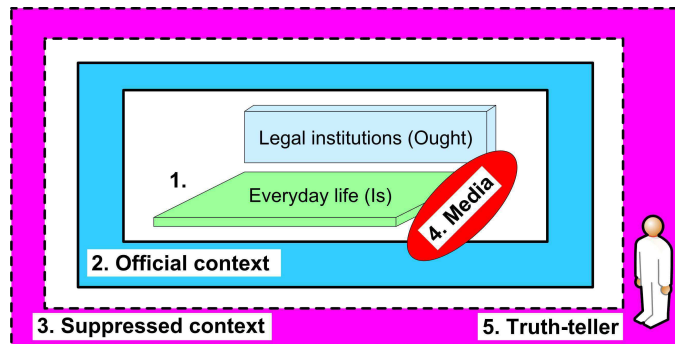 Legal institutions (Ought)
1.
Everyday life (Is)
4. Media
2. Official context
3. Suppressed context
5. Truth-teller